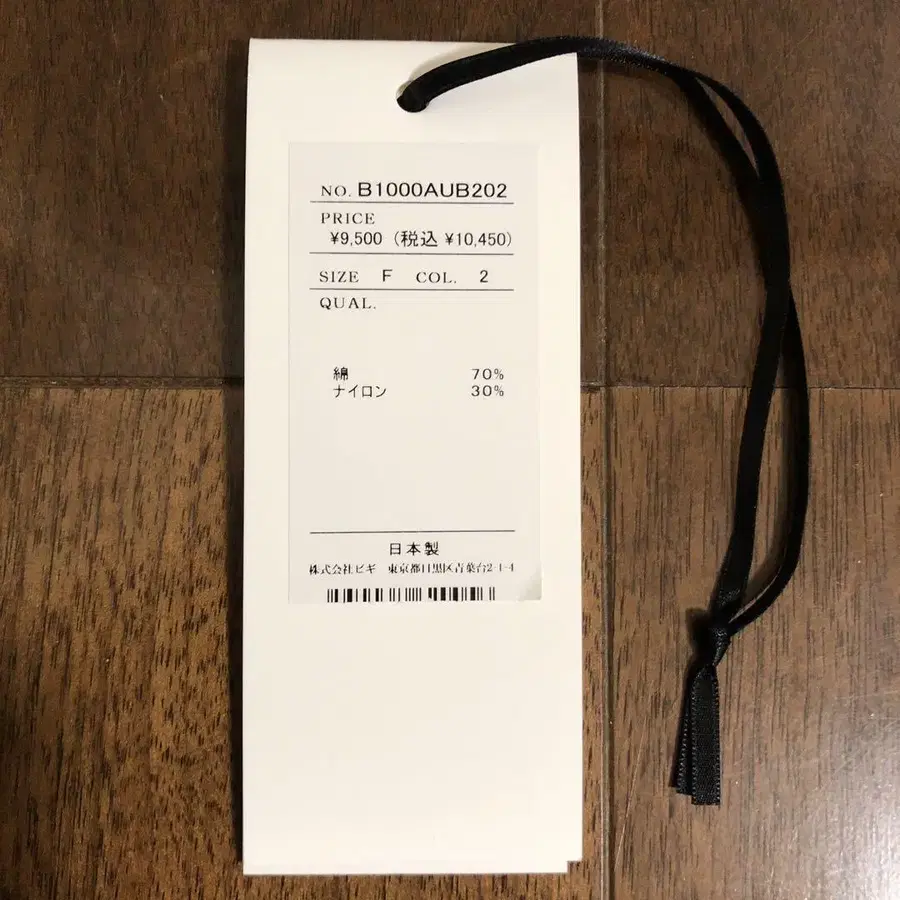 NO. B1000AUB202
PRICE
¥9,500 (税込 ¥10,450)
SIZE F COL. 2
QUAL.
綿 70%
ナイロン 30%
日本製
株式会社ビギ 東京都目黒区青葉台2-1-4